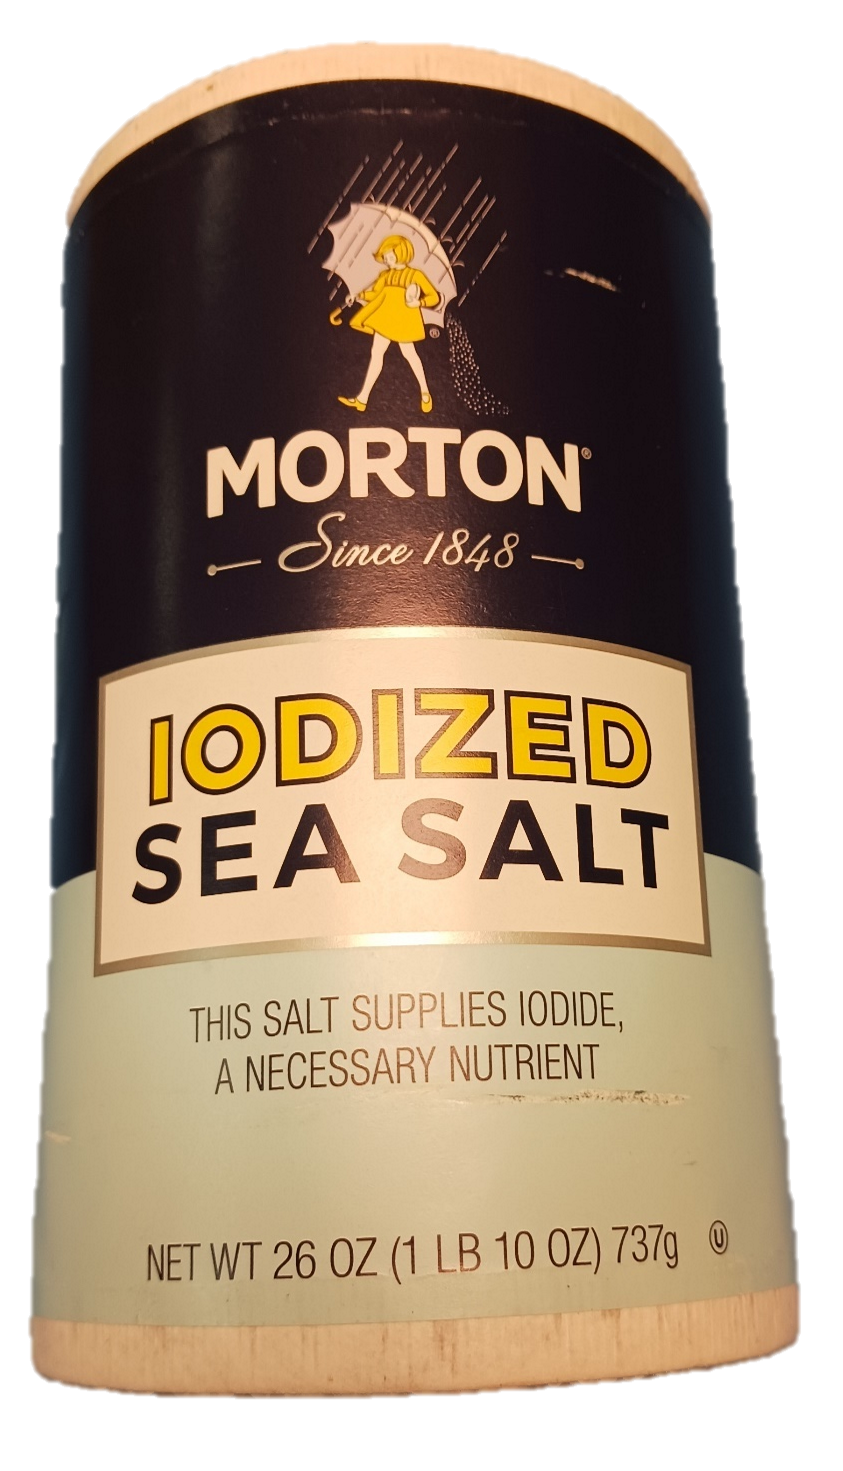 MORTON®
Since 1848
IODIZED
SEA SALT
THIS SALT SUPPLIES IODIDE,
A NECESSARY NUTRIENT
NET WT 26 OZ (1 LB 10 OZ) 737g Ⓤ